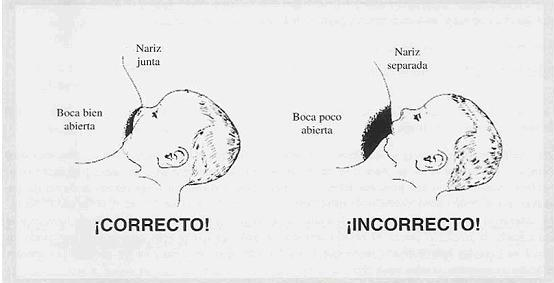 Nariz
junta
Boca bien
abierta
¡CORRECTO!
Nariz
separada
Boca poco
abierta
¡INCORRECTO!